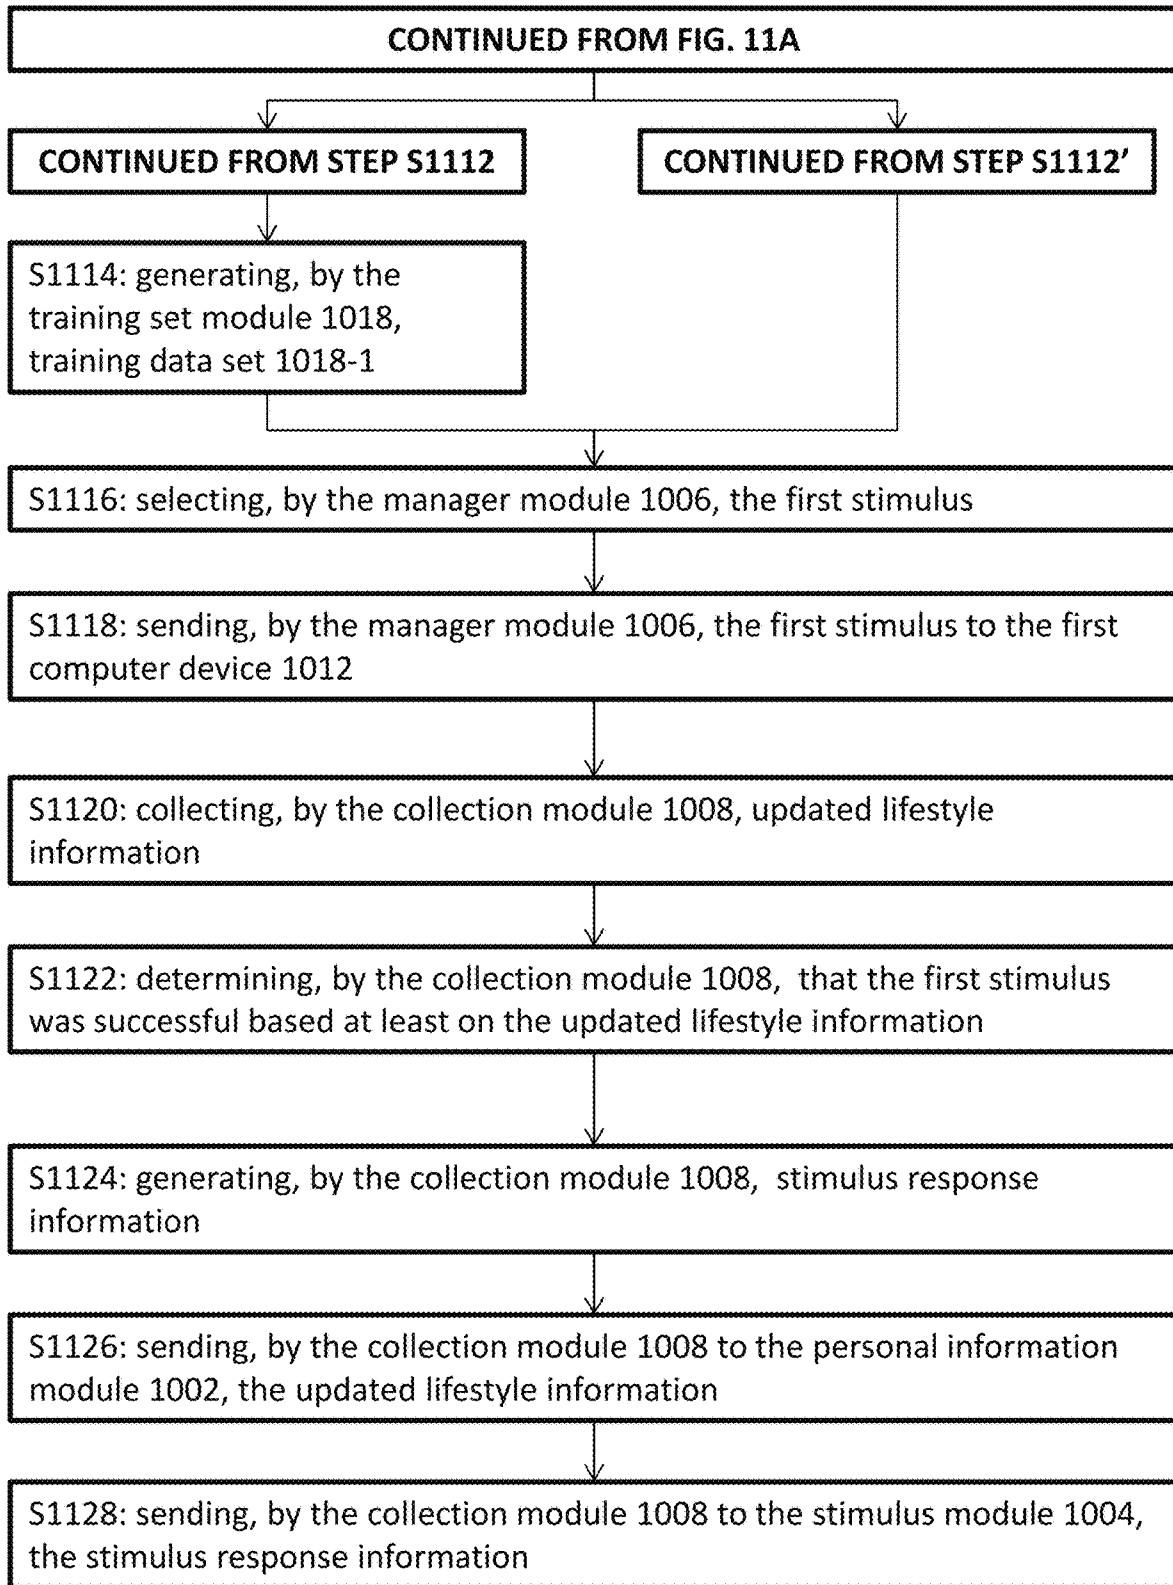 CONTINUED FROM FIG. 11A
CONTINUED FROM STEP S1112
CONTINUED FROM STEP S1112’
S1114: generating, by the
training set module 1018,
training data set 1018-1
S1116: selecting, by the manager module 1006, the first stimulus
S1118: sending, by the manager module 1006, the first stimulus to the first
computer device 1012
S1120: collecting, by the collection module 1008, updated lifestyle
information
S1122: determining, by the collection module 1008,  that the first stimulus
was successful based at least on the updated lifestyle information
S1124: generating, by the collection module 1008,  stimulus response
information
S1126: sending, by the collection module 1008 to the personal information
module 1002, the updated lifestyle information
S1128: sending, by the collection module 1008 to the stimulus module 1004,
the stimulus response information